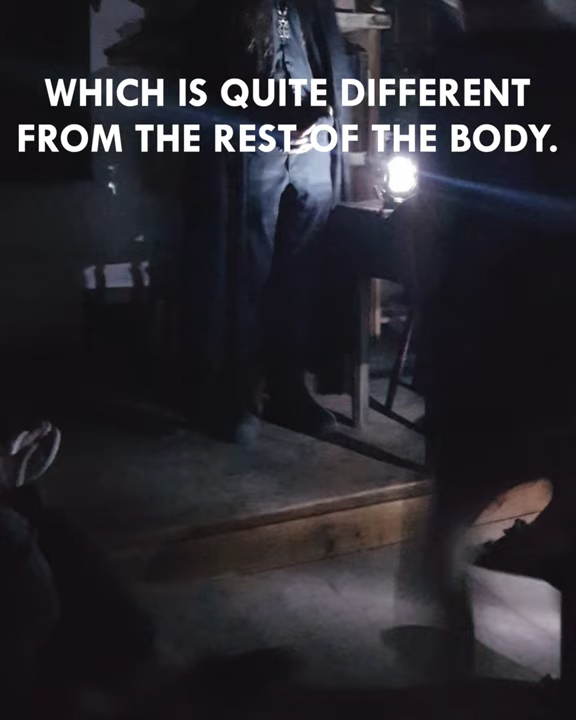 WHICH IS QUITE DIFFERENT
FROM THE REST OF THE BODY.